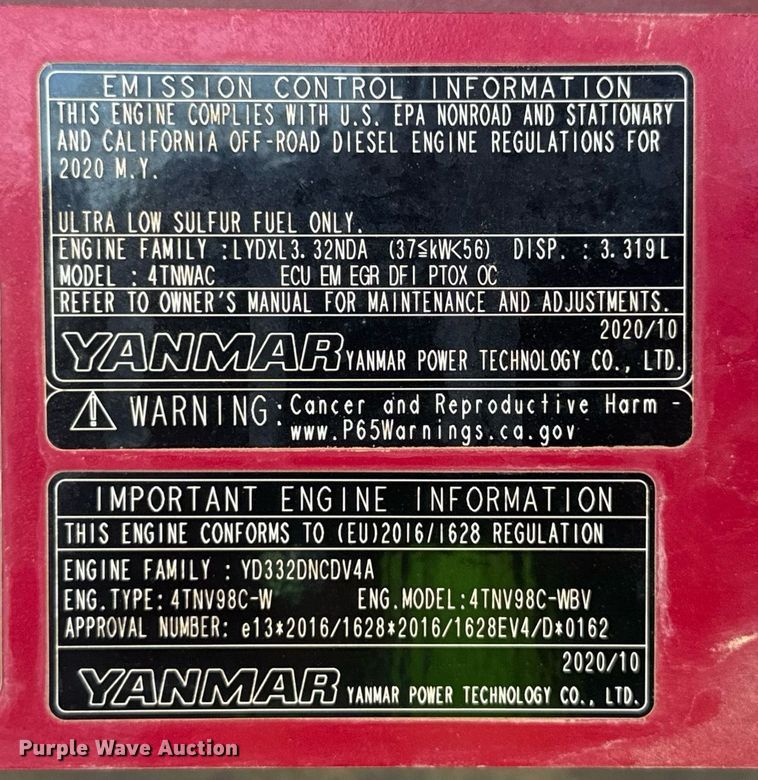 EMISSION CONTROL INFORMATION
THIS ENGINE COMPLIES WITH U.S. EPA NONROAD AND STATIONARY
AND CALIFORNIA OFF-ROAD DIESEL ENGINE REGULATIONS FOR
2020 M.Y.
ULTRA LOW SULFUR FUEL ONLY.
ENGINE FAMILY : LYDXL3.32NDA (37≦kW<56) DISP. : 3.319L
MODEL : 4TNWAC ECU EM EGR DFI PTOX OC
REFER TO OWNER'S MANUAL FOR MAINTENANCE AND ADJUSTMENTS.
2020/10
YANMAR YANMAR POWER TECHNOLOGY CO., LTD.
WARNING: Cancer and Reproductive Harm -
www.P65Warnings.ca.gov
IMPORTANT ENGINE INFORMATION
THIS ENGINE CONFORMS TO (EU)2016/1628 REGULATION
ENGINE FAMILY : YD332DNCDV4A
ENG.TYPE: 4TNV98C-W ENG.MODEL:4TNV98C-WBV
APPROVAL NUMBER: e13*2016/1628*2016/1628EV4/D*0162
2020/10
YANMAR YANMAR POWER TECHNOLOGY CO., LTD.
Purple Wave Auction